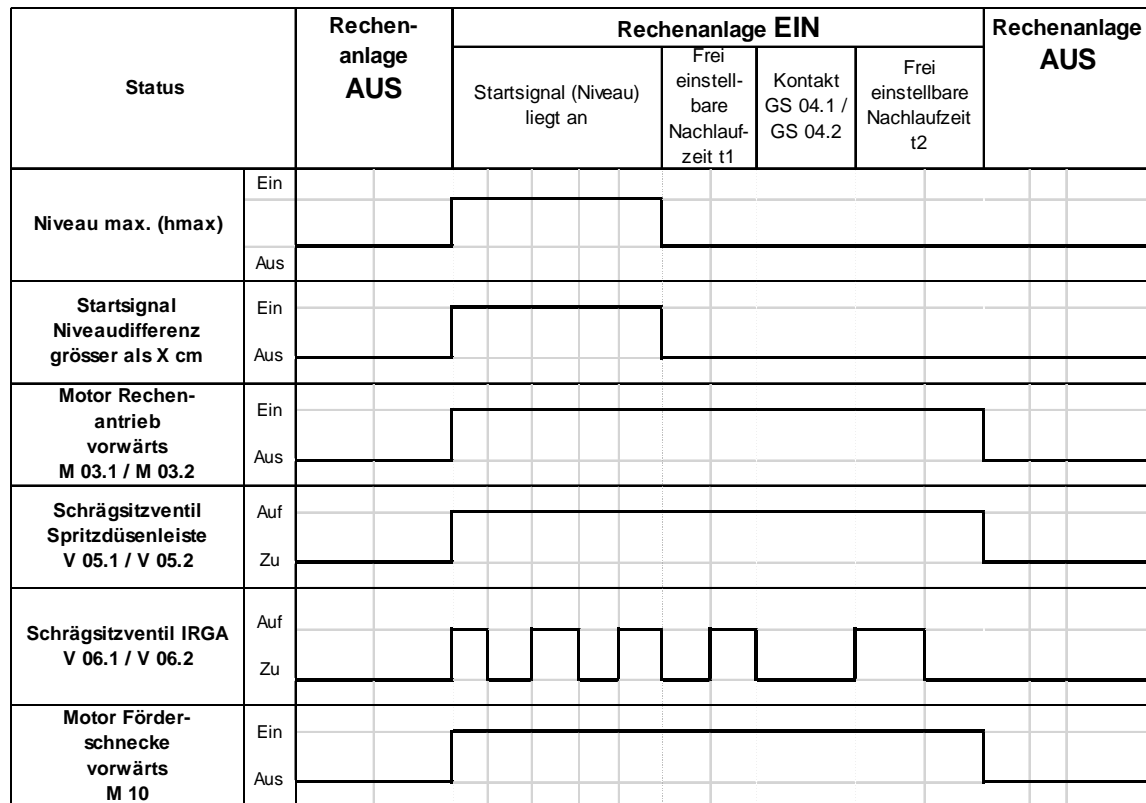 Status
Rechen-
anlage
AUS
Rechenanlage EIN
Rechenanlage
AUS
Startsignal (Niveau)
liegt an
Frei
einstell-
bare
Nachlauf-
zeit t1
Kontakt
GS 04.1 /
GS 04.2
Frei
einstellbare
Nachlaufzeit
t2
Niveau max. (hmax)
Ein
Aus
Startsignal
Niveaudifferenz
grösser als X cm
Ein
Aus
Motor Rechen-
antrieb
vorwärts
M 03.1 / M 03.2
Ein
Aus
Schrägsitzventil
Spritzdüsenleiste
V 05.1 / V 05.2
Auf
Zu
Schrägsitzventil IRGA
V 06.1 / V 06.2
Auf
Zu
Motor Förder-
schnecke
vorwärts
M 10
Ein
Aus